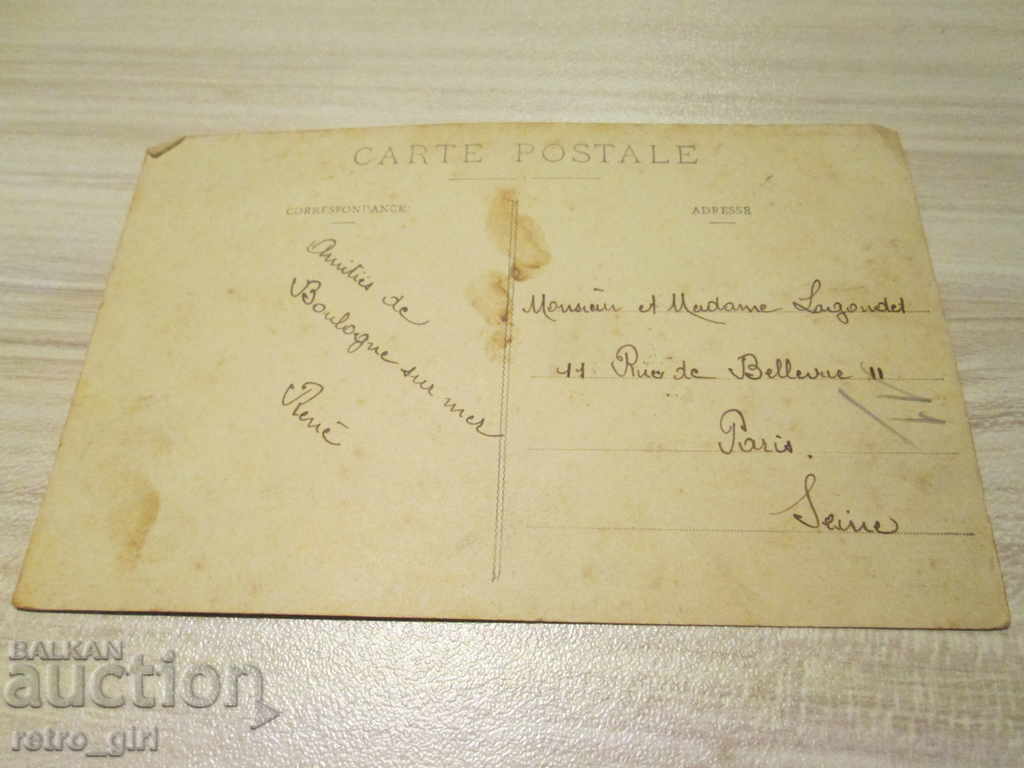 CARTE POSTALE
CORRESPONDANCE
ADRESSE
Amitiés de
Boulogne sur mer
René
Monsieur et Madame Lagondet
11 Rue de Bellevue 11
Paris.
Seine
BALKAN
auction
retro_girl